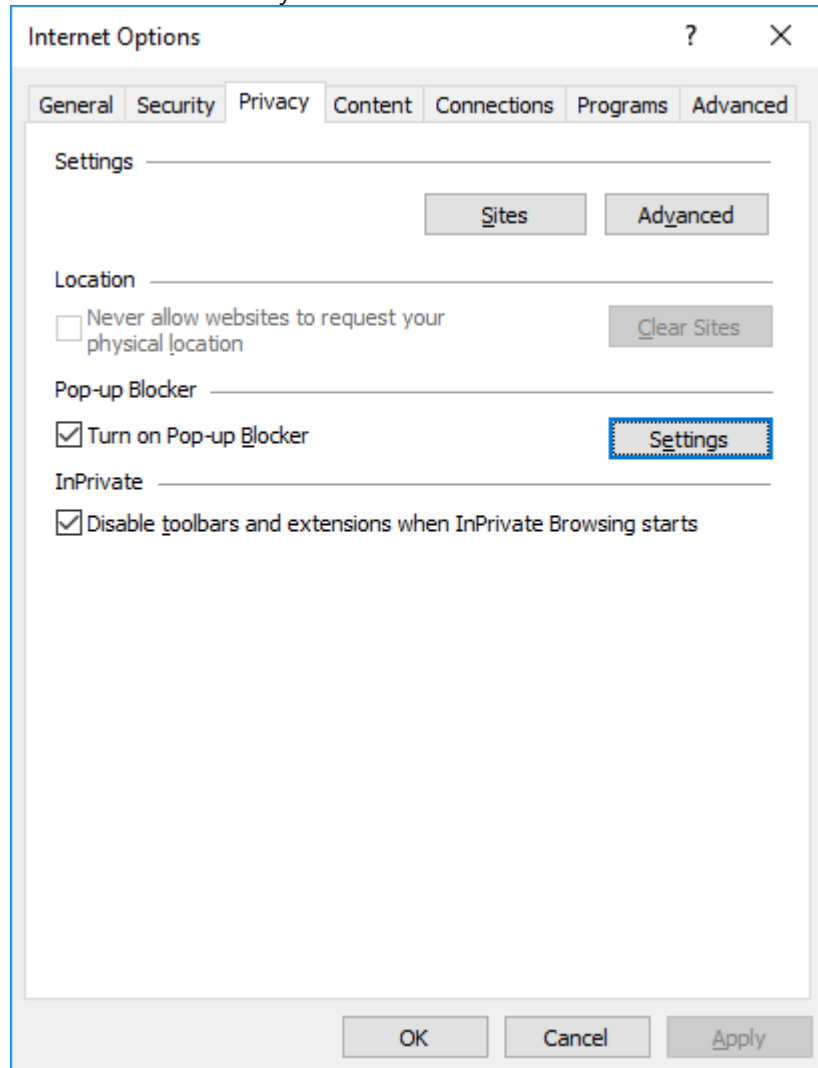 Internet Options ?
General Security Privacy Content Connections Programs Advanced
Settings
Sites Advanced
Location
Never allow websites to request your
physical location
Clear Sites
Pop-up Blocker
Turn on Pop-up Blocker Settings
InPrivate
Disable toolbars and extensions when InPrivate Browsing starts
OK Cancel Apply